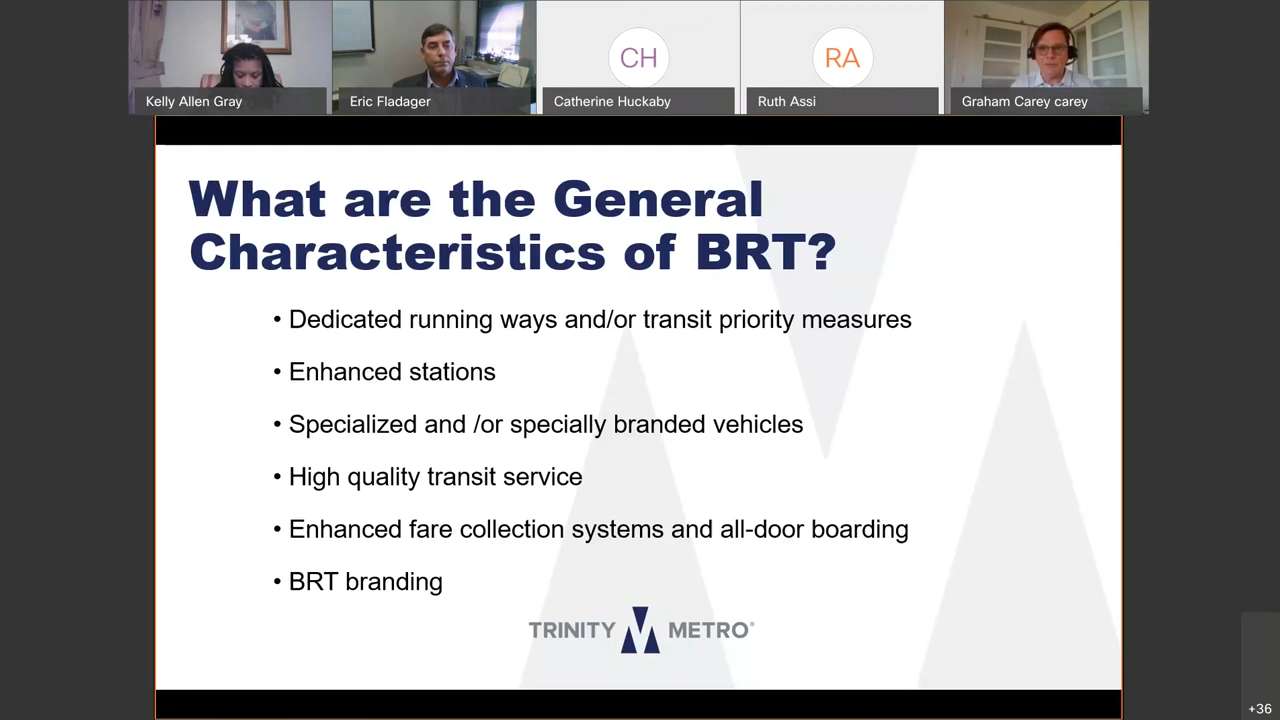 Kelly Allen Gray
Eric Fladager
CH
Catherine Huckaby
RA
Ruth Assi
Graham Carey carey
What are the General
Characteristics of BRT?
• Dedicated running ways and/or transit priority measures
• Enhanced stations
• Specialized and /or specially branded vehicles
• High quality transit service
• Enhanced fare collection systems and all-door boarding
• BRT branding
TRINITY METRO®
+36